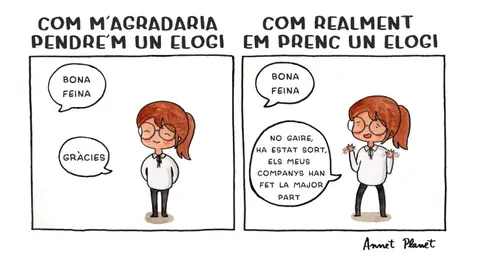 COM M'AGRADARIA
PENDRE'M UN ELOGI
BONA
FEINA
GRÀCIES
COM REALMENT
EM PRENC UN ELOGI
BONA
FEINA
NO GAIRE,
HA ESTAT SORT,
ELS MEUS
COMPANYS HAN
FET LA MAJOR
PART
Annet Planet